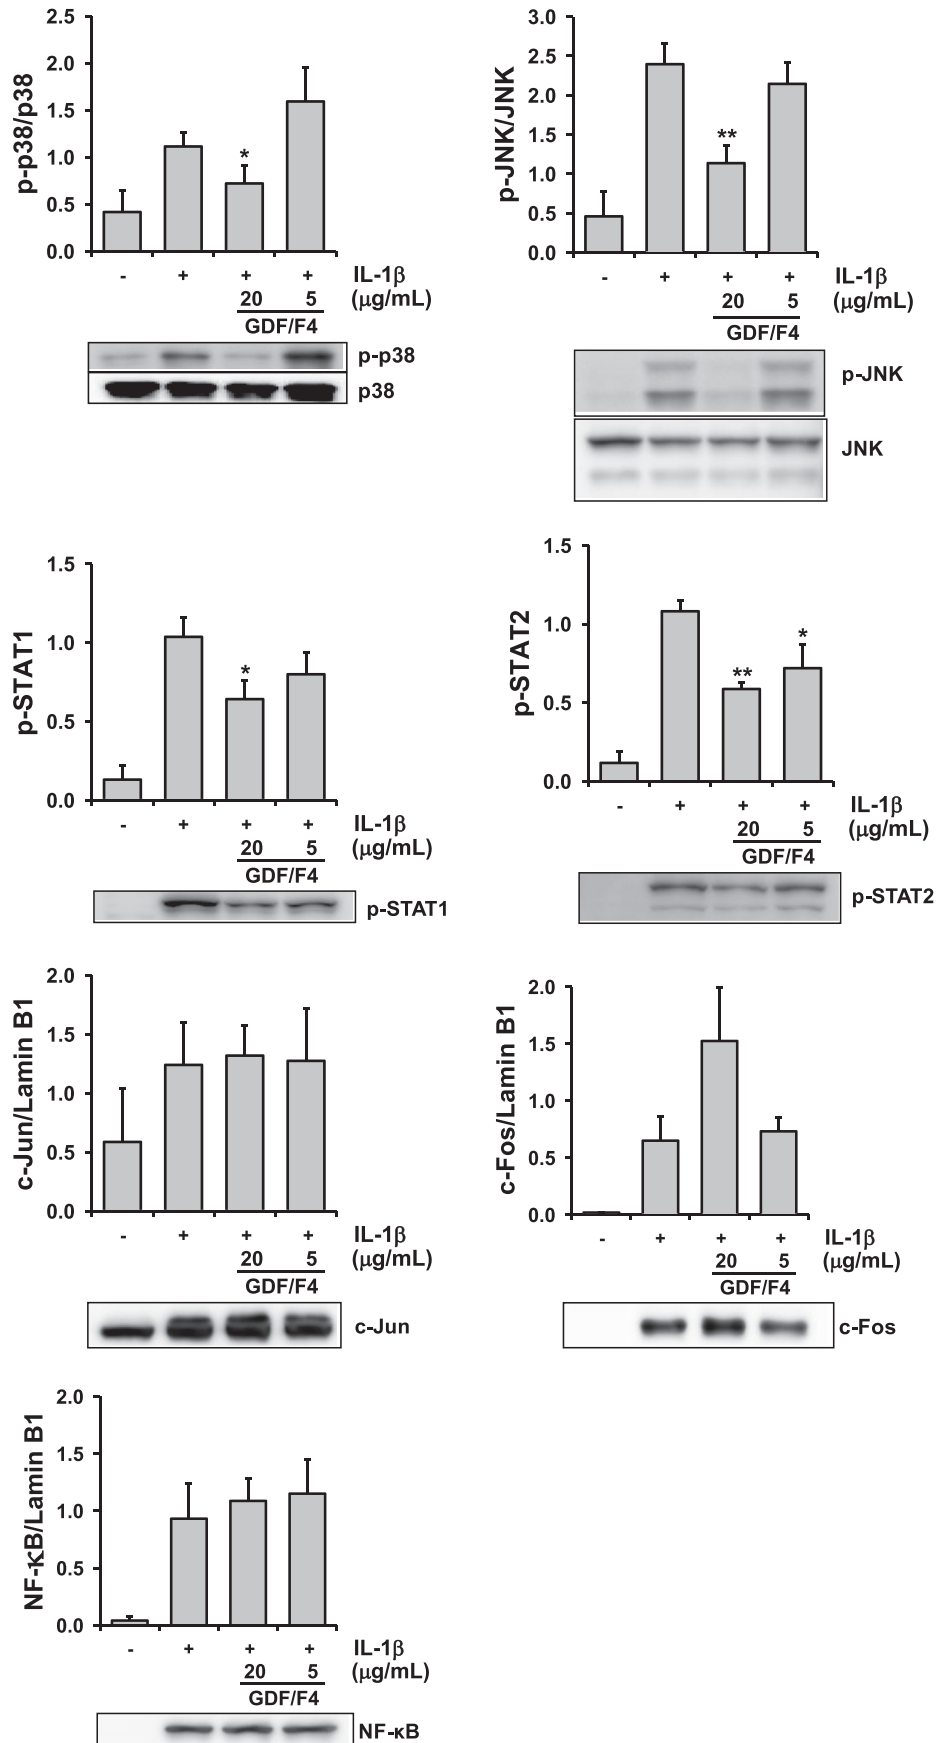 2.5
2.0
1.5
1.0
0.5
0.0
p-p38/p38
*
- + + + IL-1β
20 5 (μg/mL)
GDF/F4
p-p38
p38
3.0
2.5
2.0
1.5
1.0
0.5
0.0
p-JNK/JNK
**
- + + + IL-1β
20 5 (μg/mL)
GDF/F4
p-JNK
JNK
1.5
1.0
0.5
0.0
p-STAT1
*
- + + + IL-1β
20 5 (μg/mL)
GDF/F4
p-STAT1
1.5
1.0
0.5
0.0
p-STAT2
**
*
- + + + IL-1β
20 5 (μg/mL)
GDF/F4
p-STAT2
2.0
1.5
1.0
0.5
0.0
c-Jun/Lamin B1
- + + + IL-1β
20 5 (μg/mL)
GDF/F4
c-Jun
2.0
1.5
1.0
0.5
0.0
c-Fos/Lamin B1
- + + + IL-1β
20 5 (μg/mL)
GDF/F4
c-Fos
2.0
1.5
1.0
0.5
0.0
NF-κB/Lamin B1
- + + + IL-1β
20 5 (μg/mL)
GDF/F4
NF-κB